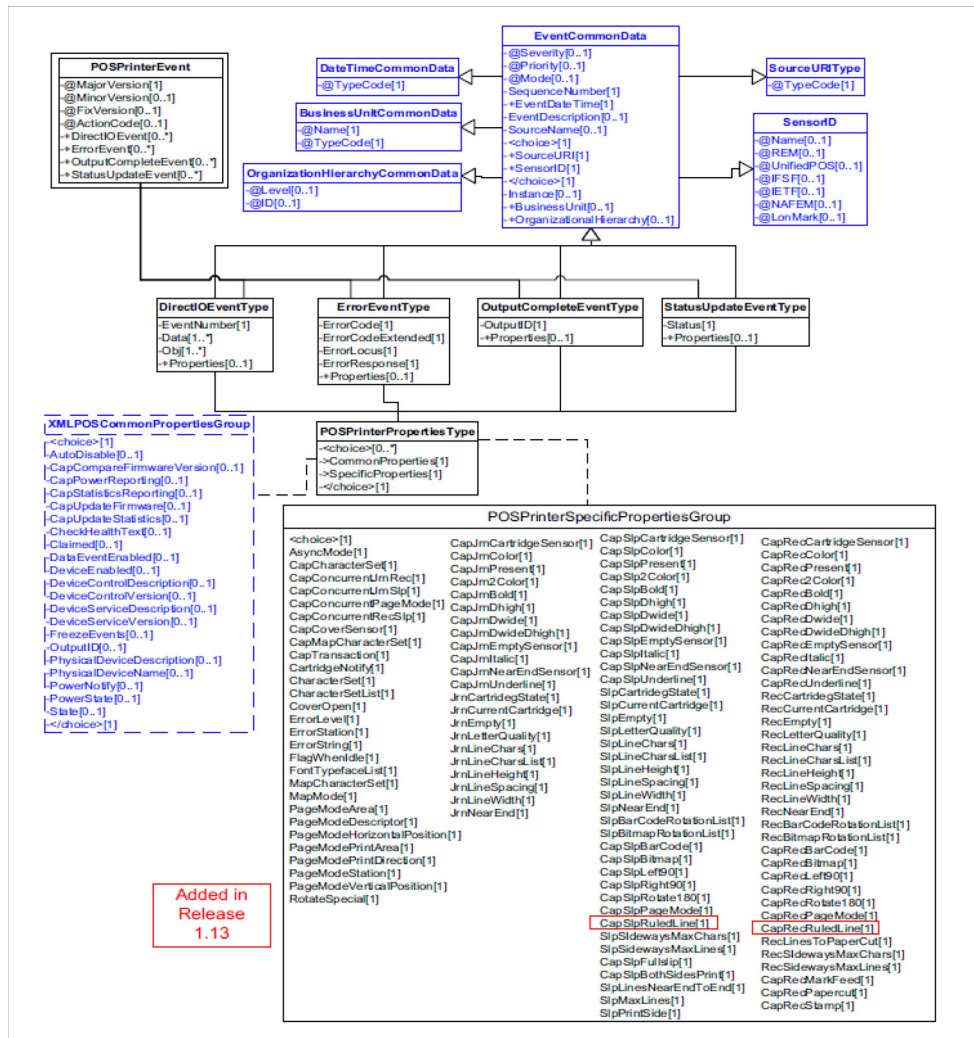 POSPrinterEvent
-@MajorVersion[1]
-@MinorVersion[0..1]
-@FixVersion[0..1]
-@ActionCode[0..1]
-+DirectIOEvent[0..*]
-+ErrorEvent[0..*]
-+OutputCompleteEvent[0..*]
-+StatusUpdateEvent[0..*]
DateTimeCommonData
-@TypeCode[1]
BusinessUnitCommonData
-@Name[1]
-@TypeCode[1]
OrganizationHierarchyCommonData
-@Level[0..1]
-@ID[0..1]
EventCommonData
-@Severity[0..1]
-@Priority[0..1]
-@Mode[0..1]
-SequenceNumber[1]
-+EventDateTime[1]
-EventDescription[0..1]
-SourceName[0..1]
-<choice>[1]
-+SourceURI[1]
-+SensorID[1]
-</choice>[1]
-Instance[0..1]
-+BusinessUnit[0..1]
-+OrganizationalHierarchy[0..1]
SourceURIType
-@TypeCode[1]
SensorID
-@Name[0..1]
-@REM[0..1]
-@UnifiedPOS[0..1]
-@IFSF[0..1]
-@IETF[0..1]
-@NAFEM[0..1]
-@LonMark[0..1]
DirectIOEventType
-EventNumber[1]
-Data[1..*]
-Obj[1..*]
-+Properties[0..1]
ErrorEventType
-ErrorCode[1]
-ErrorCodeExtended[1]
-ErrorLocus[1]
-ErrorResponse[1]
-+Properties[0..1]
OutputCompleteEventType
-OutputID[1]
-+Properties[0..1]
StatusUpdateEventType
-Status[1]
-+Properties[0..1]
XMLPOSCommonPropertiesGroup
-<choice>[1]
-AutoDisable[0..1]
-CapCompareFirmwareVersion[0..1]
-CapPowerReporting[0..1]
-CapStatisticsReporting[0..1]
-CapUpdateFirmware[0..1]
-CapUpdateStatistics[0..1]
-CheckHealthText[0..1]
-Claimed[0..1]
-DataEventEnabled[0..1]
-DeviceEnabled[0..1]
-DeviceControlDescription[0..1]
-DeviceControlVersion[0..1]
-DeviceServiceDescription[0..1]
-DeviceServiceVersion[0..1]
-FreezeEvents[0..1]
-OutputID[0..1]
-PhysicalDeviceDescription[0..1]
-PhysicalDeviceName[0..1]
-PowerNotify[0..1]
-PowerState[0..1]
-State[0..1]
-</choice>[1]
POSPrinterPropertiesType
-<choice>[0..*]
->CommonProperties[1]
->SpecificProperties[1]
-</choice>[1]
POSPrinterSpecificPropertiesGroup
<choice>[1]
AsyncMode[1]
CapCharacterSet[1]
CapConcurrentJrnRec[1]
CapConcurrentJrnSlp[1]
CapConcurrentPageMode[1]
CapConcurrentRecSlp[1]
CapCoverSensor[1]
CapMapCharacterSet[1]
CapTransaction[1]
CartridgeNotify[1]
CharacterSet[1]
CharacterSetList[1]
CoverOpen[1]
ErrorLevel[1]
ErrorStation[1]
ErrorString[1]
FlagWhenIdle[1]
FontTypefaceList[1]
MapCharacterSet[1]
MapMode[1]
PageModeArea[1]
PageModeDescriptor[1]
PageModeHorizontalPosition[1]
PageModePrintArea[1]
PageModePrintDirection[1]
PageModeStation[1]
PageModeVerticalPosition[1]
RotateSpecial[1]
CapJrnCartridgeSensor[1]
CapJrnColor[1]
CapJrnPresent[1]
CapJrn2Color[1]
CapJrnBold[1]
CapJrnDhigh[1]
CapJrnDwide[1]
CapJrnDwideDhigh[1]
CapJrnEmptySensor[1]
CapJrnItalic[1]
CapJrnNearEndSensor[1]
CapJrnUnderline[1]
JrnCartridegState[1]
JrnCurrentCartridge[1]
JrnEmpty[1]
JrnLetterQuality[1]
JrnLineChars[1]
JrnLineCharsList[1]
JrnLineHeight[1]
JrnLineSpacing[1]
JrnLineWidth[1]
JrnNearEnd[1]
CapSlpCartridgeSensor[1]
CapSlpColor[1]
CapSlpPresent[1]
CapSlp2Color[1]
CapSlpBold[1]
CapSlpDhigh[1]
CapSlpDwide[1]
CapSlpDwideDhigh[1]
CapSlpEmptySensor[1]
CapSlpItalic[1]
CapSlpNearEndSensor[1]
CapSlpUnderline[1]
SlpCartridegState[1]
SlpCurrentCartridge[1]
SlpEmpty[1]
SlpLetterQuality[1]
SlpLineChars[1]
SlpLineCharsList[1]
SlpLineHeight[1]
SlpLineSpacing[1]
SlpLineWidth[1]
SlpNearEnd[1]
SlpBarCodeRotationList[1]
SlpBitmapRotationList[1]
CapSlpBarCode[1]
CapSlpBitmap[1]
CapSlpLeft90[1]
CapSlpRight90[1]
CapSlpRotate180[1]
CapSlpPageMode[1]
CapSlpRuledLine[1]
SlpSIdewaysMaxChars[1]
SlpSidewaysMaxLines[1]
CapSlpFullslip[1]
CapSlpBothSidesPrint[1]
SlpLinesNearEndToEnd[1]
SlpMaxLines[1]
SlpPrintSide[1]
CapRecCartridgeSensor[1]
CapRecColor[1]
CapRecPresent[1]
CapRec2Color[1]
CapRecBold[1]
CapRecDhigh[1]
CapRecDwide[1]
CapRecDwideDhigh[1]
CapRecEmptySensor[1]
CapRecItalic[1]
CapRecNearEndSensor[1]
CapRecUnderline[1]
RecCartridegState[1]
RecCurrentCartridge[1]
RecEmpty[1]
RecLetterQuality[1]
RecLineChars[1]
RecLineCharsList[1]
RecLineHeight[1]
RecLineSpacing[1]
RecLineWidth[1]
RecNearEnd[1]
RecBarCodeRotationList[1]
RecBitmapRotationList[1]
CapRecBarCode[1]
CapRecBitmap[1]
CapRecLeft90[1]
CapRecRight90[1]
CapRecRotate180[1]
CapRecPageMode[1]
CapRecRuledLine[1]
RecLinesToPaperCut[1]
RecSIdewaysMaxChars[1]
RecSidewaysMaxLines[1]
CapRecMarkFeed[1]
CapRecPapercut[1]
CapRecStamp[1]
Added in
Release
1.13